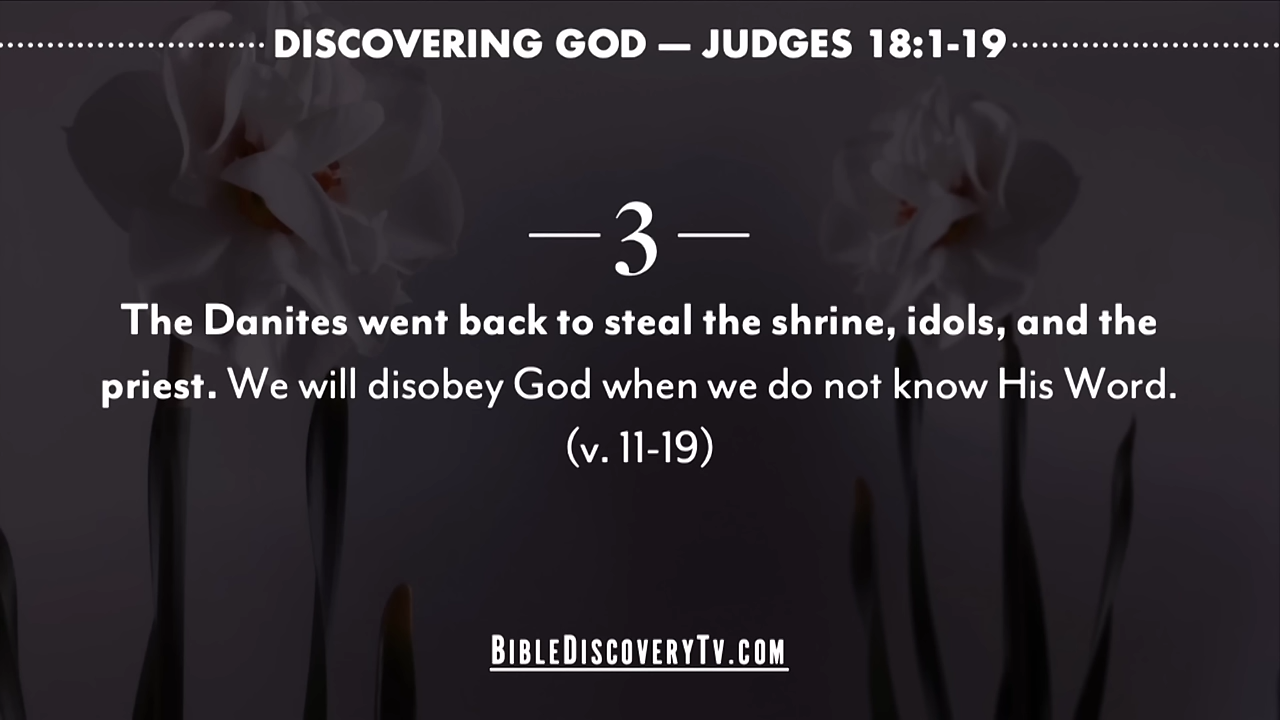 DISCOVERING GOD — JUDGES 18:1-19
— 3 —
The Danites went back to steal the shrine, idols, and the
priest. We will disobey God when we do not know His Word.
(v. 11-19)
BIBLEDISCOVERYTV.COM